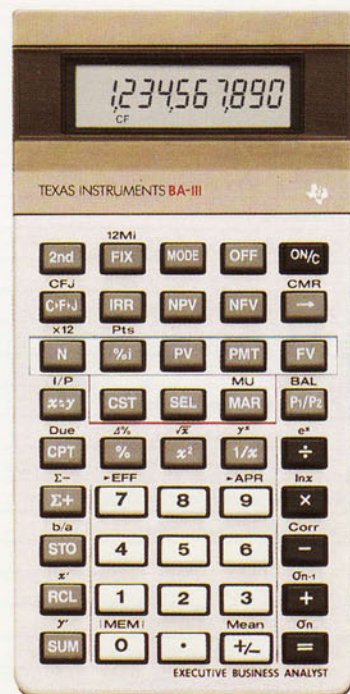 1,234,567,890
CF
TEXAS INSTRUMENTS BA-III
12Mi
2nd FIX MODE OFF ON/C
CFJ CMR
C▸F▸J IRR NPV NFV →
×12 Pts
N %i PV PMT FV
I/P MU BAL
x↔y CST SEL MAR P1/P2
Due Δ% √x yˣ eˣ
CPT % x² 1/x ÷
Σ− ▸EFF ▸APR lnx
Σ+ 7 8 9 ×
b/a Corr
STO 4 5 6 −
x' σn-1
RCL 1 2 3 +
y' |MEM| Mean σn
SUM 0 · +/− =
EXECUTIVE BUSINESS ANALYST